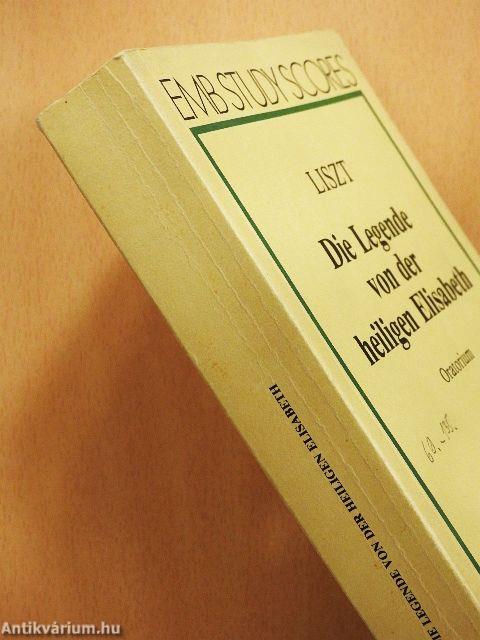 EMB STUDY SCORES
LISZT
Die Legende
von der
heiligen Elisabeth
Oratorium
DIE LEGENDE VON DER HEILIGEN ELISABETH
Antikvárium.hu